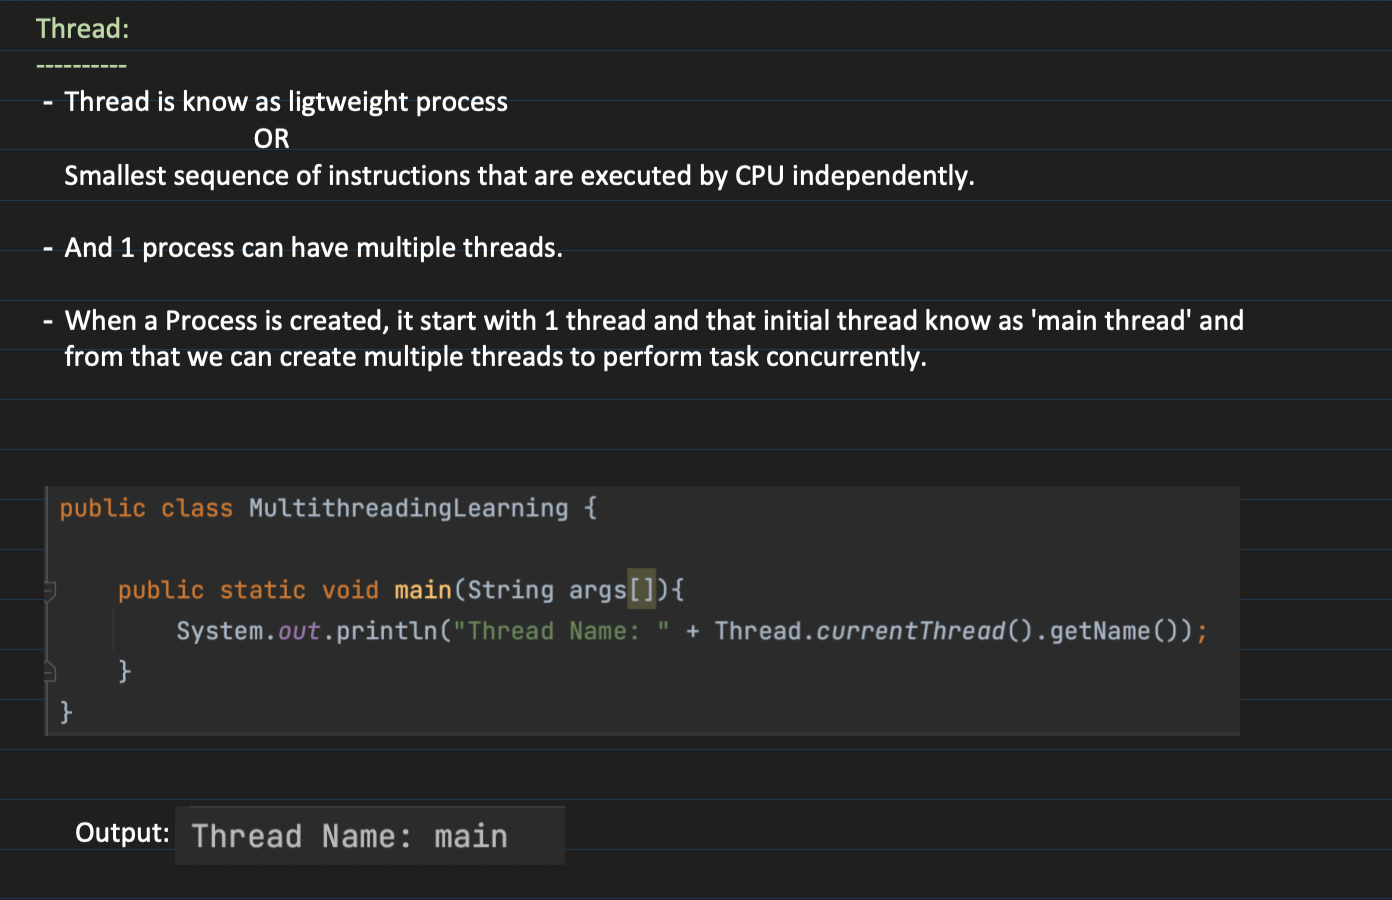 Thread:
----------
- Thread is know as ligtweight process
OR
Smallest sequence of instructions that are executed by CPU independently.
- And 1 process can have multiple threads.
- When a Process is created, it start with 1 thread and that initial thread know as 'main thread' and
from that we can create multiple threads to perform task concurrently.
public class MultithreadingLearning {
public static void main(String args[]){
System.out.println("Thread Name: " + Thread.currentThread().getName());
}
}
Output: Thread Name: main